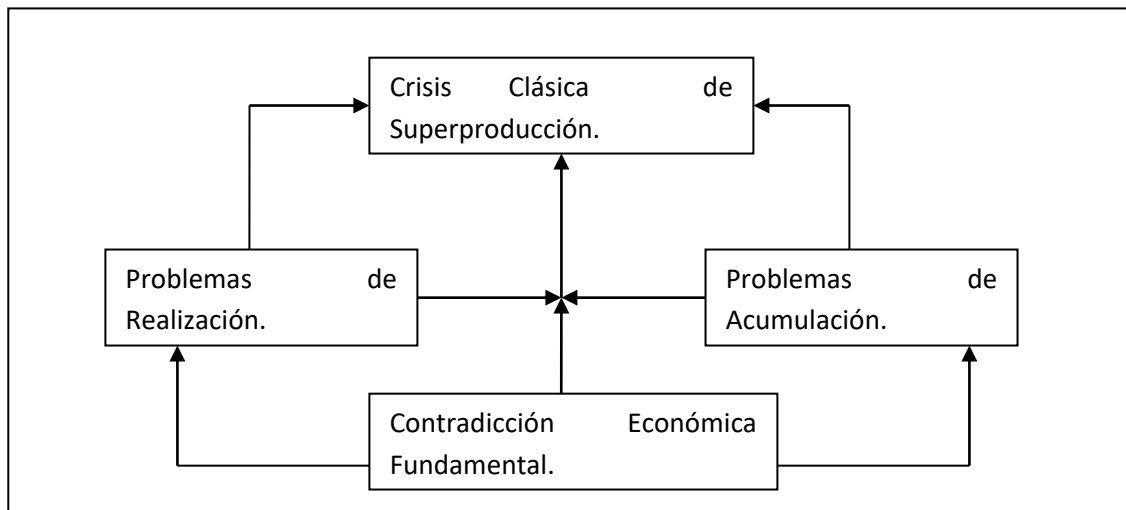 Crisis Clásica de
Superproducción.
Problemas de
Realización.
Problemas de
Acumulación.
Contradicción Económica
Fundamental.